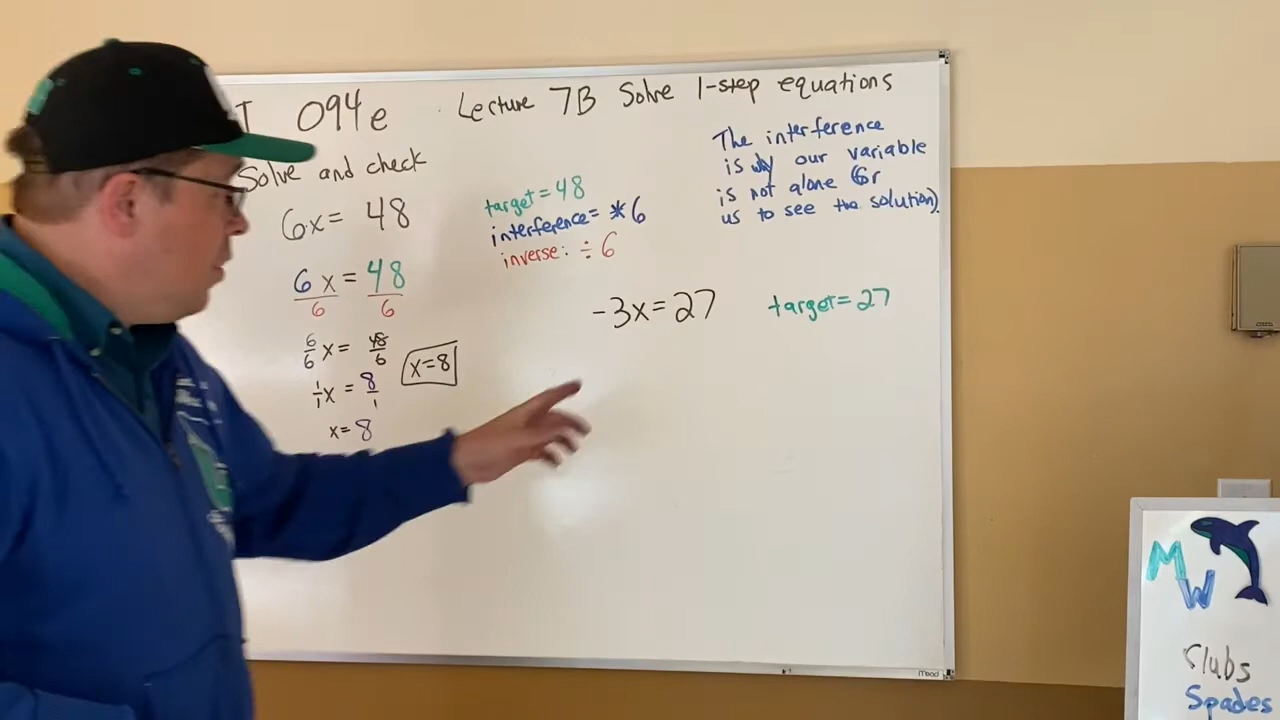 094e
Lecture 7B Solve 1-step equations
Solve and check
6x = 48
6x = 48
6 6
6/6 x = 48/6
1/1 x = 8/1
x = 8
x=8
target = 48
interference = *6
inverse: ÷ 6
The interference
is why our variable
is not alone (for
us to see the solution).
-3x = 27
target = 27
Mead
MW
Clubs
Spades